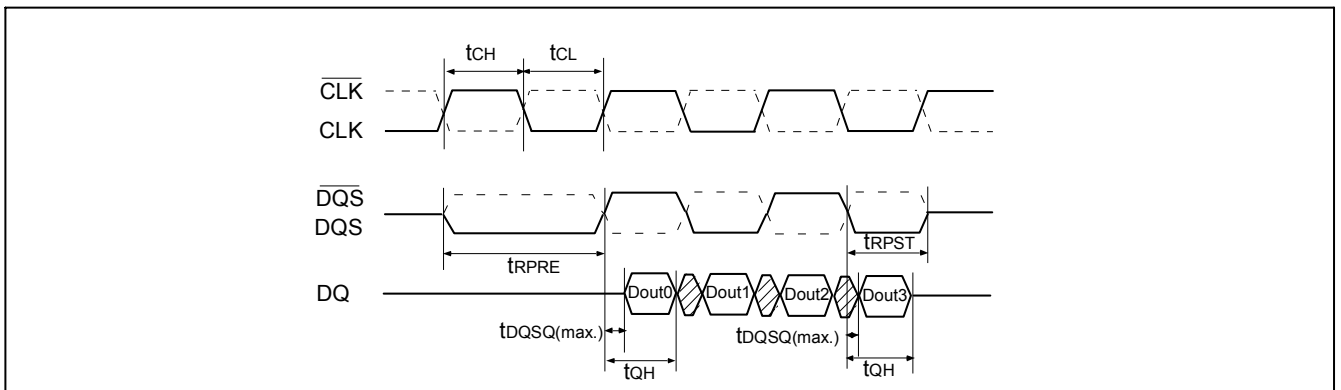 tCH tCL
CLK
CLK
DQS
DQS
tRPRE
tRPST
DQ
Dout0 Dout1 Dout2 Dout3
tDQSQ(max.) tDQSQ(max.)
tQH tQH